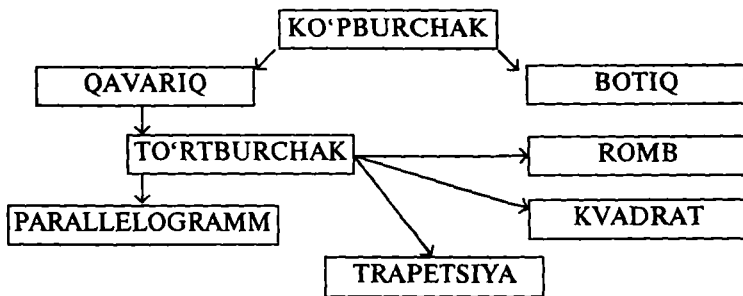 KO‘PBURCHAK
QAVARIQ
BOTIQ
TO‘RTBURCHAK
ROMB
PARALLELOGRAMM
KVADRAT
TRAPETSIYA